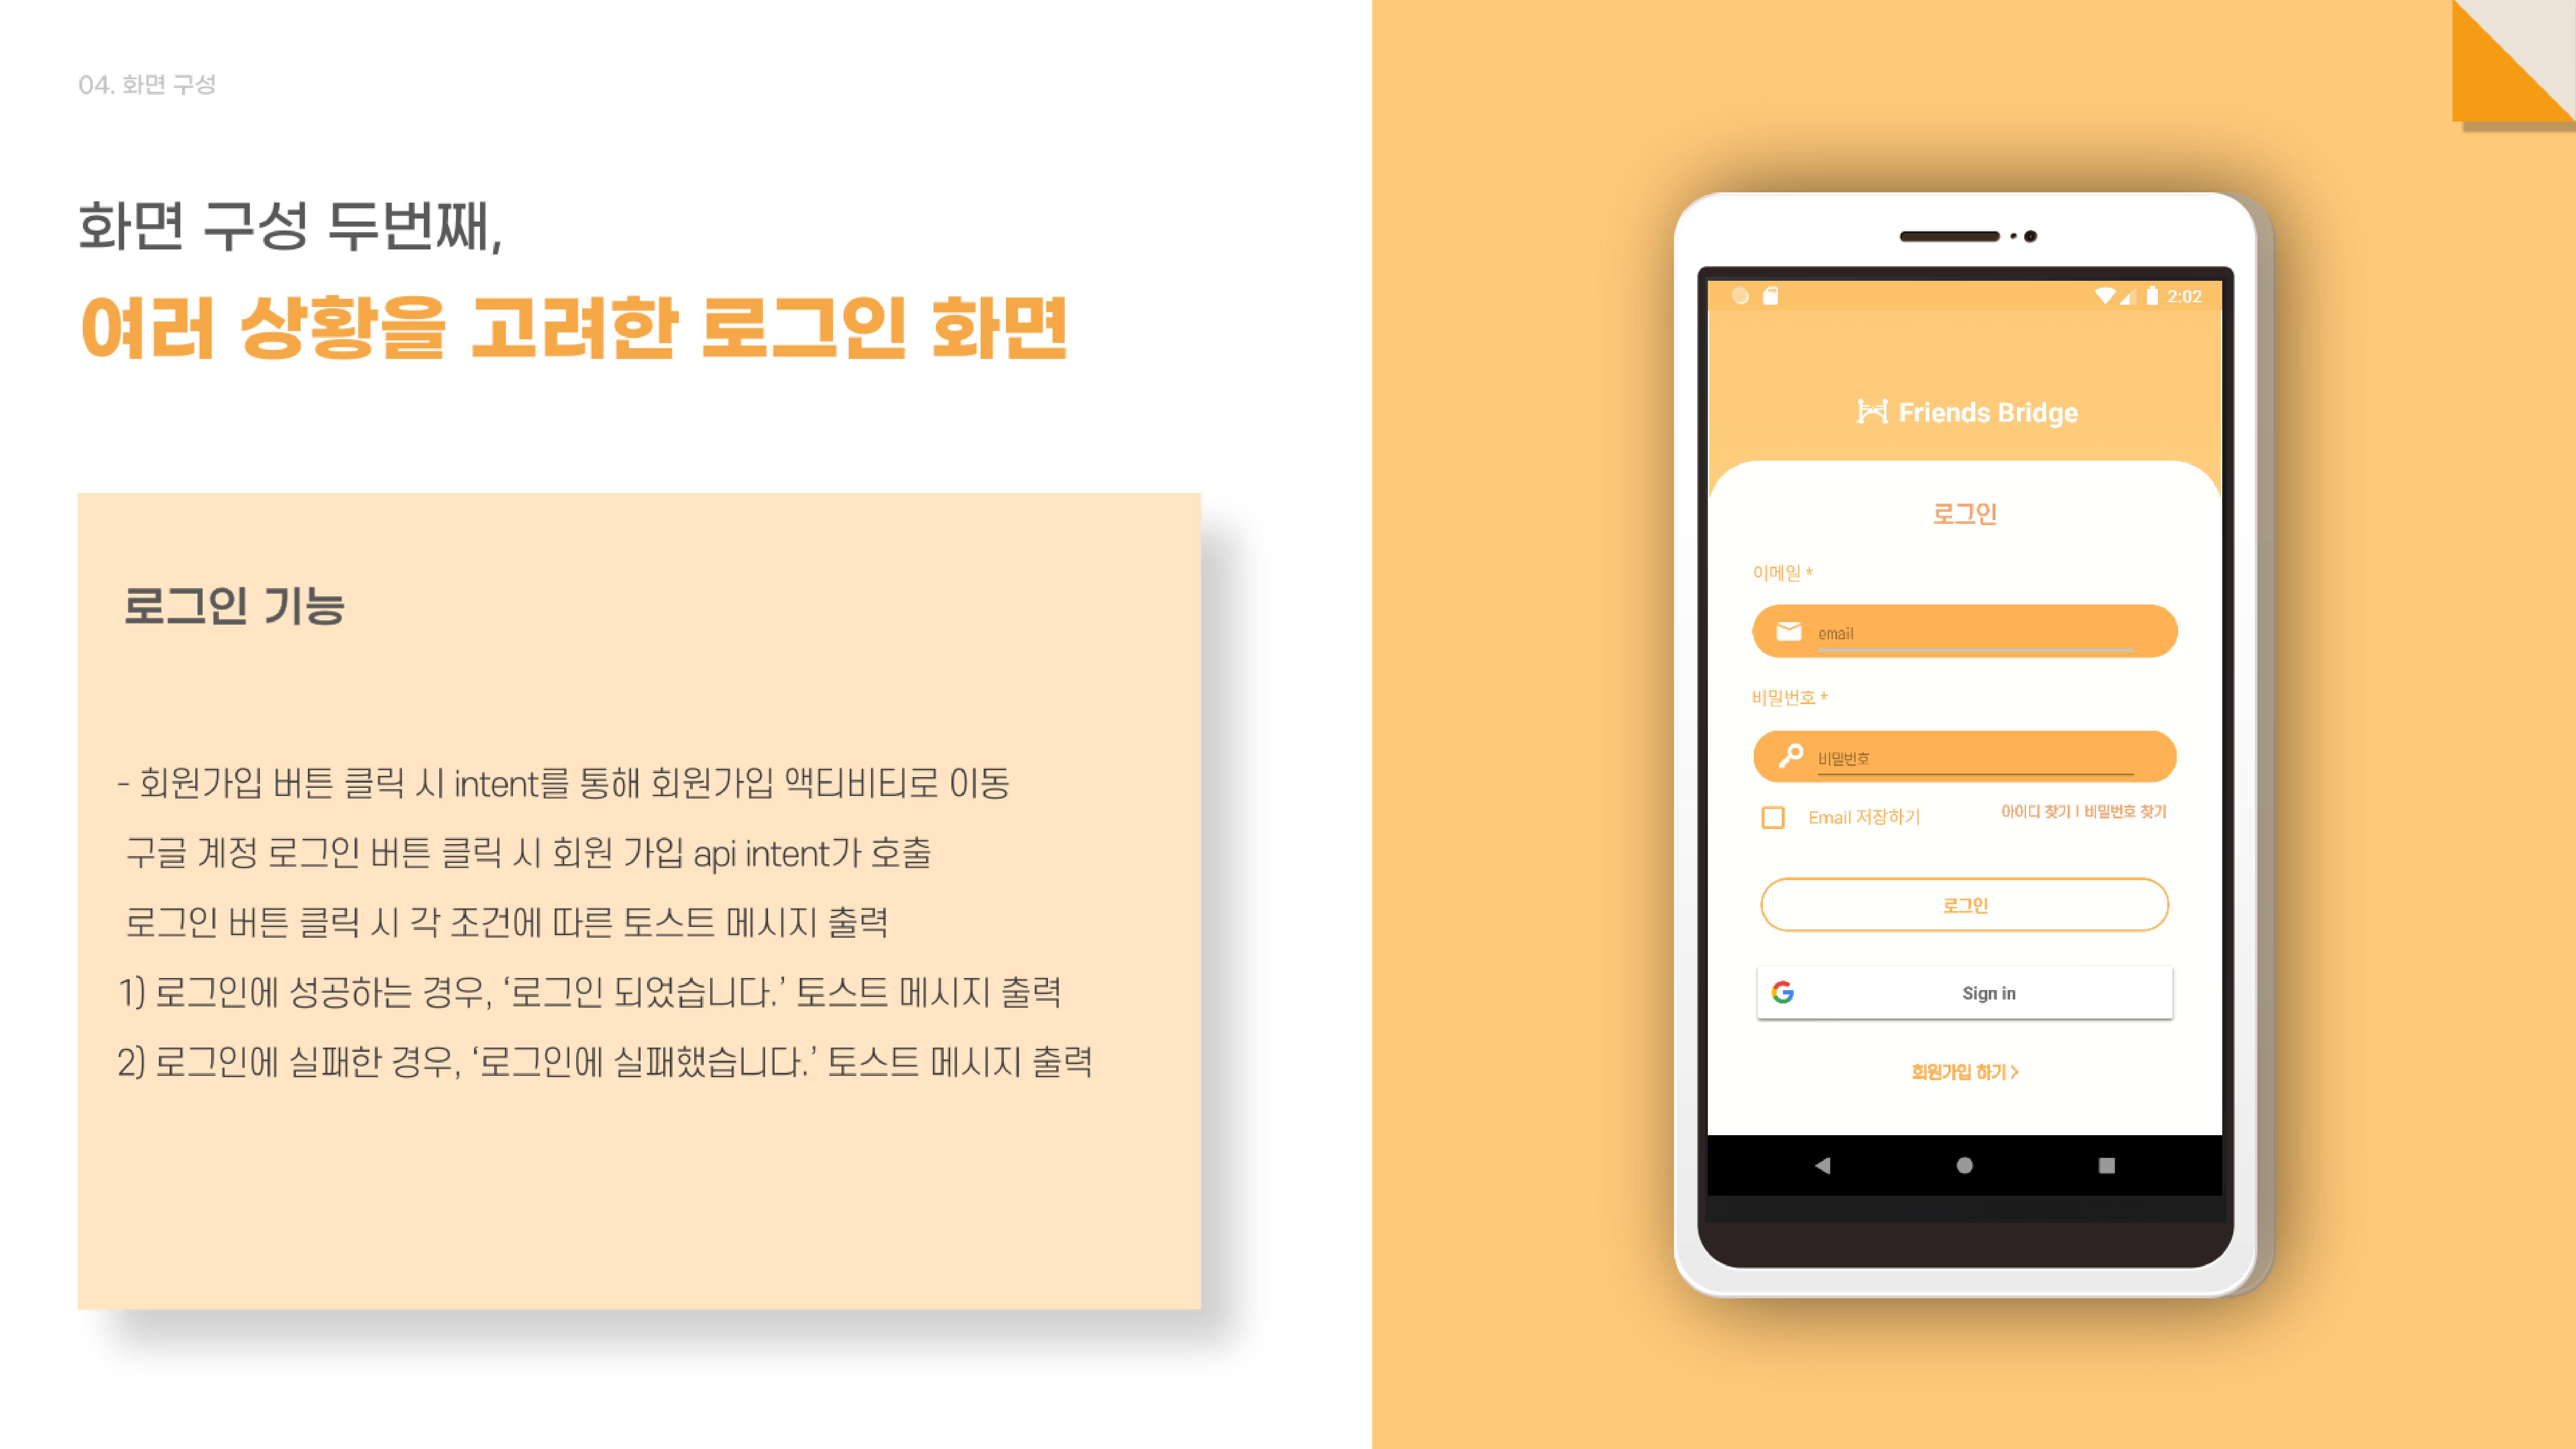 04. 화면 구성
화면 구성 두번째,
여러 상황을 고려한 로그인 화면
로그인 기능
- 회원가입 버튼 클릭 시 intent를 통해 회원가입 액티비티로 이동
구글 계정 로그인 버튼 클릭 시 회원 가입 api intent가 호출
로그인 버튼 클릭 시 각 조건에 따른 토스트 메시지 출력
1) 로그인에 성공하는 경우, ‘로그인 되었습니다.’ 토스트 메시지 출력
2) 로그인에 실패한 경우, ‘로그인에 실패했습니다.’ 토스트 메시지 출력
2:02
Friends Bridge
로그인
이메일 *
email
비밀번호 *
비밀번호
Email 저장하기
아이디 찾기 | 비밀번호 찾기
로그인
G Sign in
회원가입 하기 >